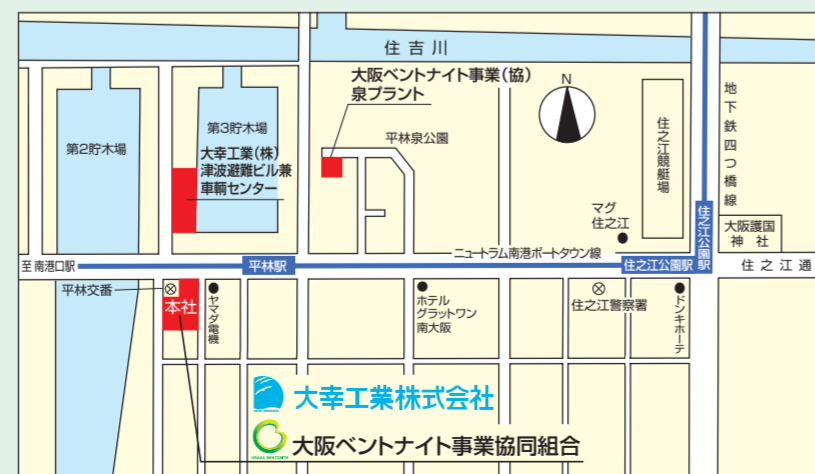 住吉川
大阪ベントナイト事業(協)
泉プラント
N
地下鉄四つ橋線
住之江競艇場
平林泉公園
第2貯木場
第3貯木場
大幸工業(株)
津波避難ビル兼
車輌センター
マグ
住之江
大阪護国
神社
住之江公園駅
ニュートラム南港ポートタウン線
至南港口駅
平林駅
住之江公園駅
住之江通
平林交番
本社
ヤマダ電機
ホテル
グラットワン
南大阪
住之江警察署
ドンキホーテ
大幸工業株式会社
大阪ベントナイト事業協同組合